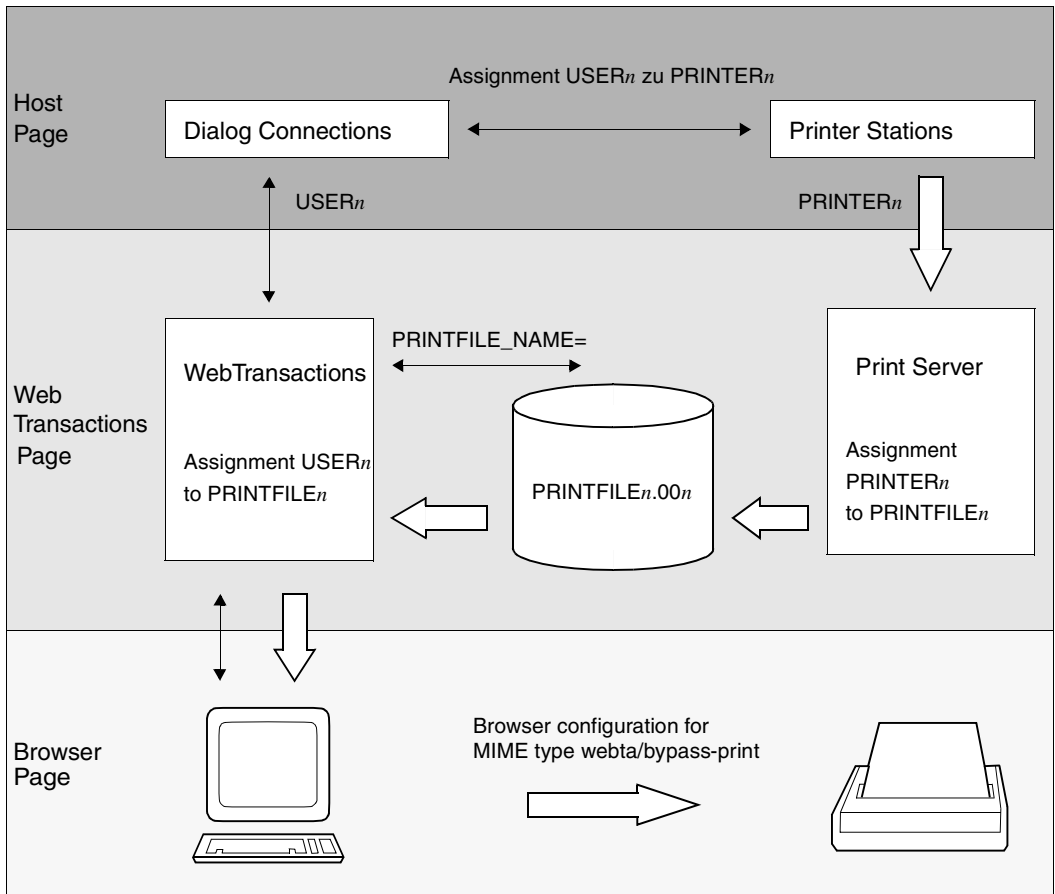 Assignment USERn zu PRINTERn
Host
Page
Dialog Connections
Printer Stations
USERn
PRINTERn
PRINTFILE_NAME=
WebTransactions
Print Server
Web
Transactions
Page
Assignment USERn
to PRINTFILEn
PRINTFILEn.00n
Assignment
PRINTERn
to PRINTFILEn
Browser configuration for
MIME type webta/bypass-print
Browser
Page